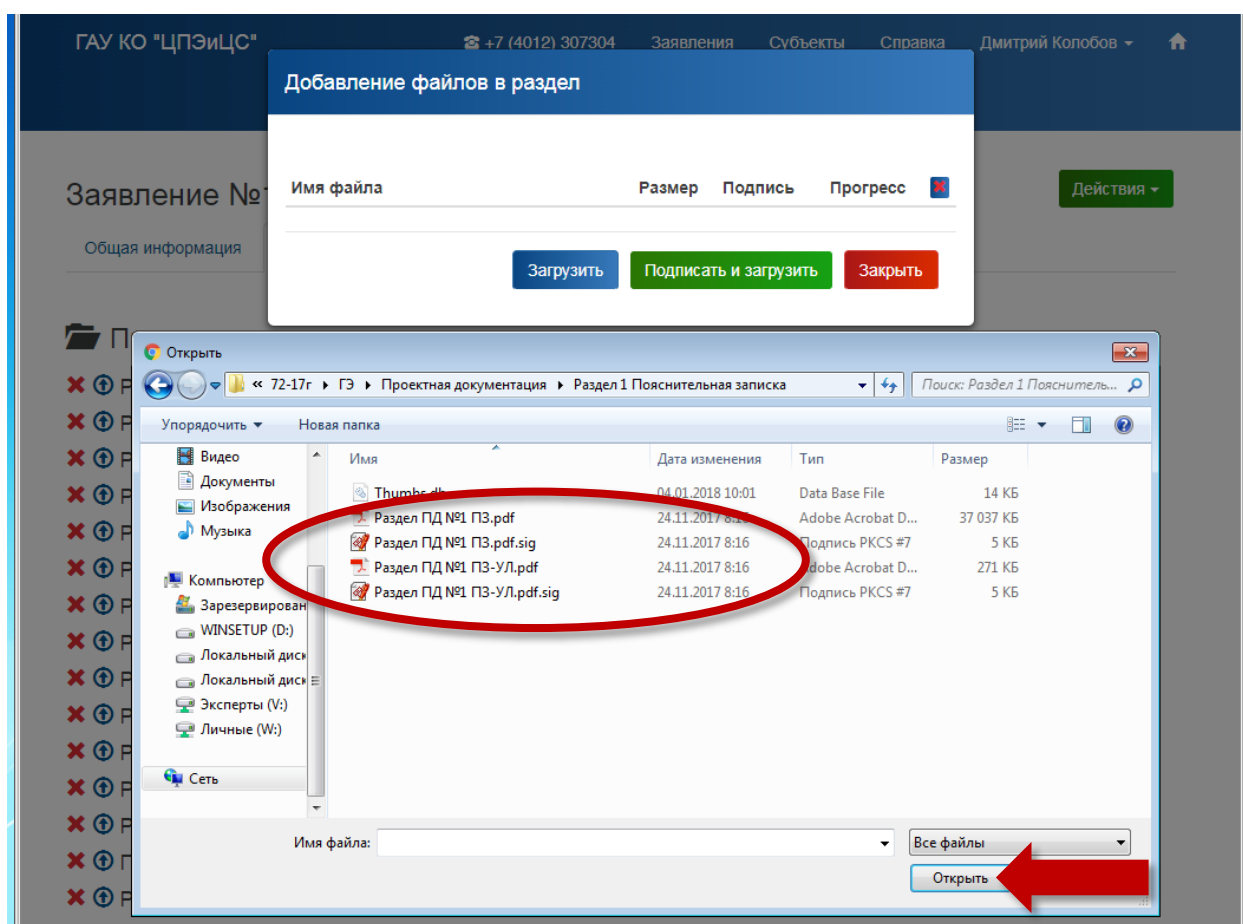 ГАУ КО "ЦПЭиЦС" +7 (4012) 307304 Заявления Субъекты Справка Дмитрий Колобов
Добавление файлов в раздел
Имя файла Размер Подпись Прогресс
Заявление №
Действия
Общая информация
Загрузить Подписать и загрузить Закрыть
Открыть
« 72-17г ГЭ Проектная документация Раздел 1 Пояснительная записка Поиск: Раздел 1 Пояснитель...
Упорядочить Новая папка
Имя Дата изменения Тип Размер
Видео
Документы
Изображения
Музыка
Компьютер
Зарезервирован
WINSETUP (D:)
Локальный диск
Локальный диск
Эксперты (V:)
Личные (W:)
Сеть
Thumbs.db 04.01.2018 10:01 Data Base File 14 КБ
Раздел ПД №1 ПЗ.pdf 24.11.2017 8:16 Adobe Acrobat D... 37 037 КБ
Раздел ПД №1 ПЗ.pdf.sig 24.11.2017 8:16 Подпись PKCS #7 5 КБ
Раздел ПД №1 ПЗ-УЛ.pdf 24.11.2017 8:16 Adobe Acrobat D... 271 КБ
Раздел ПД №1 ПЗ-УЛ.pdf.sig 24.11.2017 8:16 Подпись PKCS #7 5 КБ
Имя файла: Все файлы
Открыть